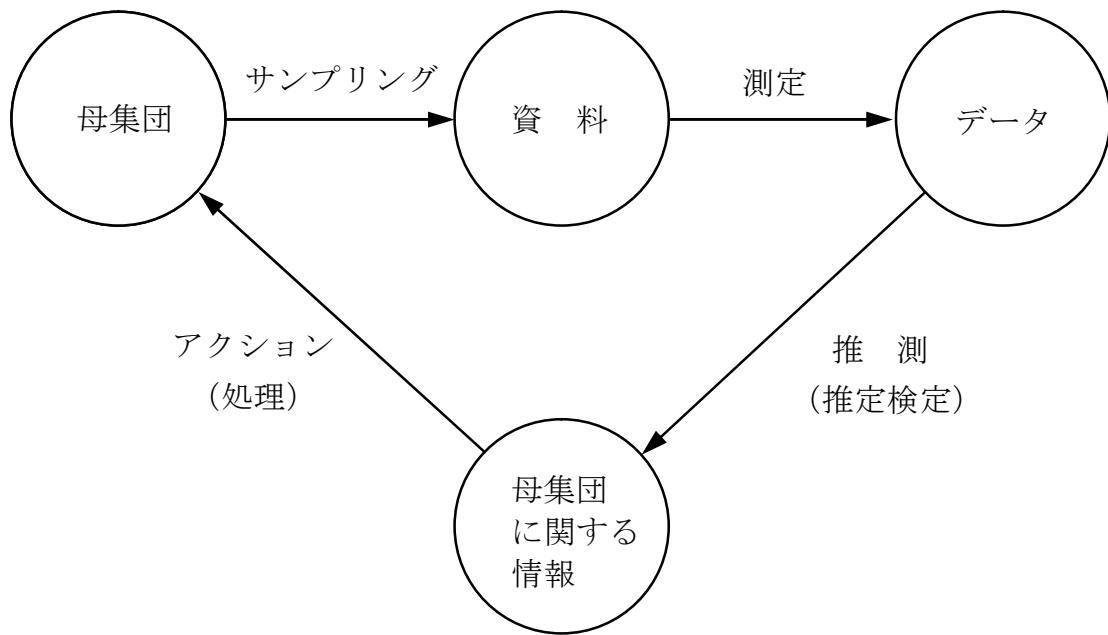 母集団
サンプリング
資　料
測定
データ
アクション
（処理）
推　測
（推定検定）
母集団
に関する
情報